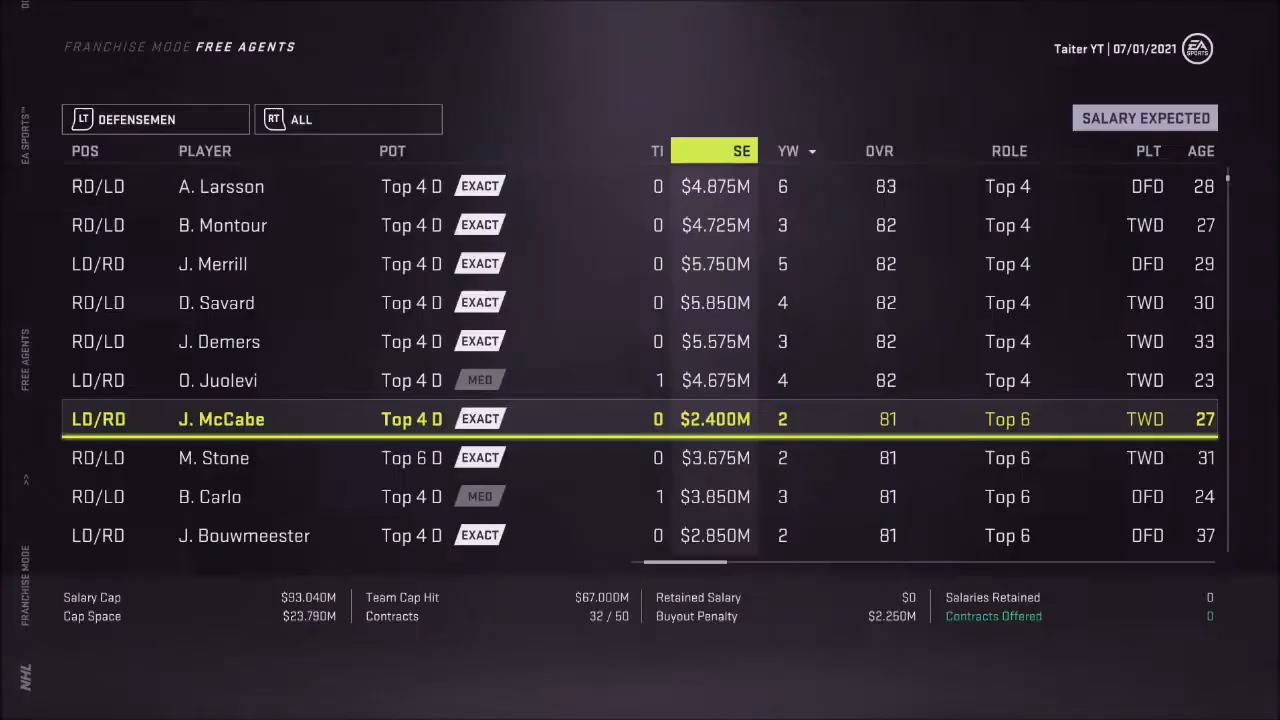 FRANCHISE MODE FREE AGENTS
Taiter YT | 07/01/2021 EA SPORTS
LT DEFENSEMEN RT ALL
SALARY EXPECTED
POS PLAYER POT TI SE YW OVR ROLE PLT AGE
RD/LD A. Larsson Top 4 D EXACT 0 $4.875M 6 83 Top 4 DFD 28
RD/LD B. Montour Top 4 D EXACT 0 $4.725M 3 82 Top 4 TWD 27
LD/RD J. Merrill Top 4 D EXACT 0 $5.750M 5 82 Top 4 DFD 29
RD/LD D. Savard Top 4 D EXACT 0 $5.850M 4 82 Top 4 TWD 30
RD/LD J. Demers Top 4 D EXACT 0 $5.575M 3 82 Top 4 TWD 33
LD/RD O. Juolevi Top 4 D MED 1 $4.675M 4 82 Top 4 TWD 23
LD/RD J. McCabe Top 4 D EXACT 0 $2.400M 2 81 Top 6 TWD 27
RD/LD M. Stone Top 6 D EXACT 0 $3.675M 2 81 Top 6 TWD 31
RD/LD B. Carlo Top 4 D MED 1 $3.850M 3 81 Top 6 DFD 24
LD/RD J. Bouwmeester Top 4 D EXACT 0 $2.850M 2 81 Top 6 DFD 37
Salary Cap $93.040M Team Cap Hit $67.000M Retained Salary $0 Salaries Retained 0
Cap Space $23.790M Contracts 32 / 50 Buyout Penalty $2.250M Contracts Offered 0
EA SPORTS™
FREE AGENTS
>>
FRANCHISE MODE
NHL